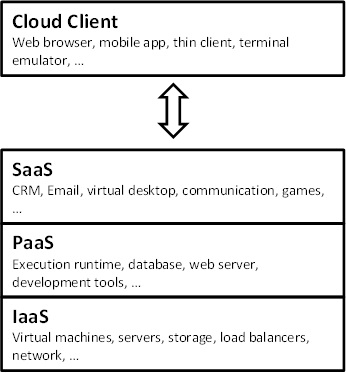 Cloud Client
Web browser, mobile app, thin client, terminal
emulator, ...
SaaS
CRM, Email, virtual desktop, communication, games,
...
PaaS
Execution runtime, database, web server,
development tools, ...
IaaS
Virtual machines, servers, storage, load balancers,
network, ...